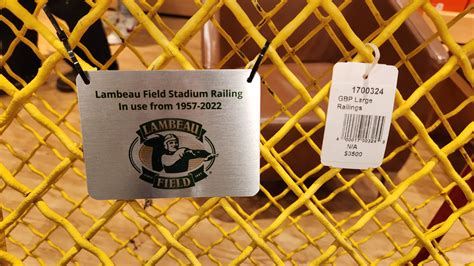 Lambeau Field Stadium Railing
In use from 1957-2022
LAMBEAU
FIELD
1700324
GBP Large
Railings
N/A
$3500